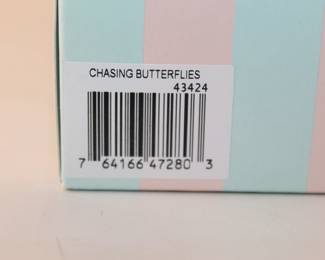 CHASING BUTTERFLIES
43424
7 64166 47280 3